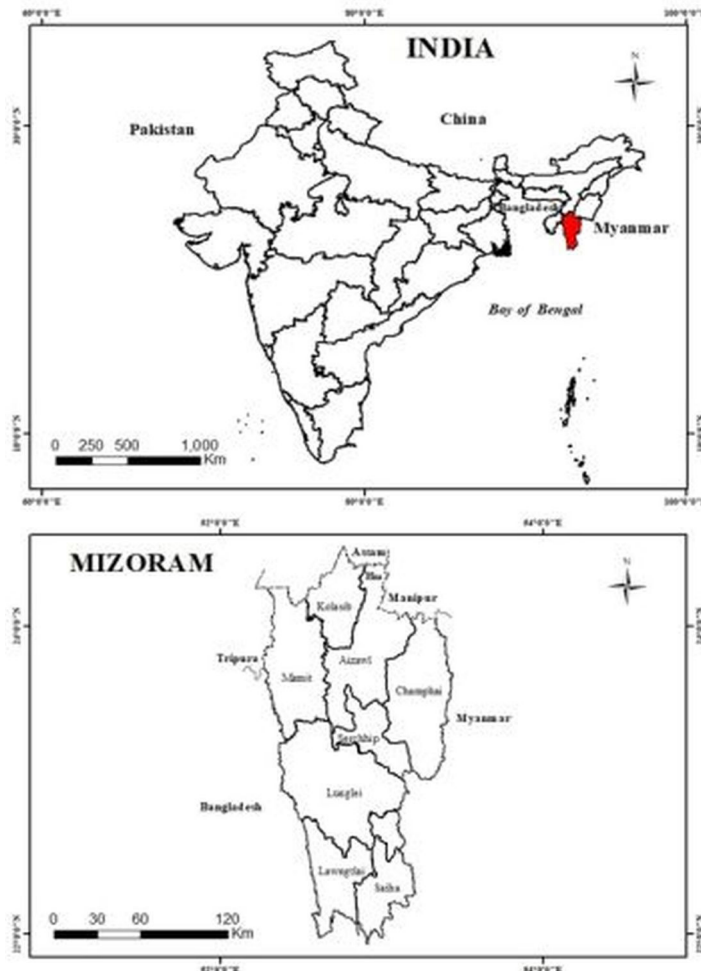 INDIA
N
Pakistan
China
Bangladesh
Myanmar
Bay of Bengal
0 250 500 1,000
Km
MIZORAM
N
Assam
Manipur
Kolasib
Tripura
Mamit
Aizawl
Champhai
Myanmar
Serchhip
Lunglei
Bangladesh
Lawngtlai
Saiha
0 30 60 120
Km